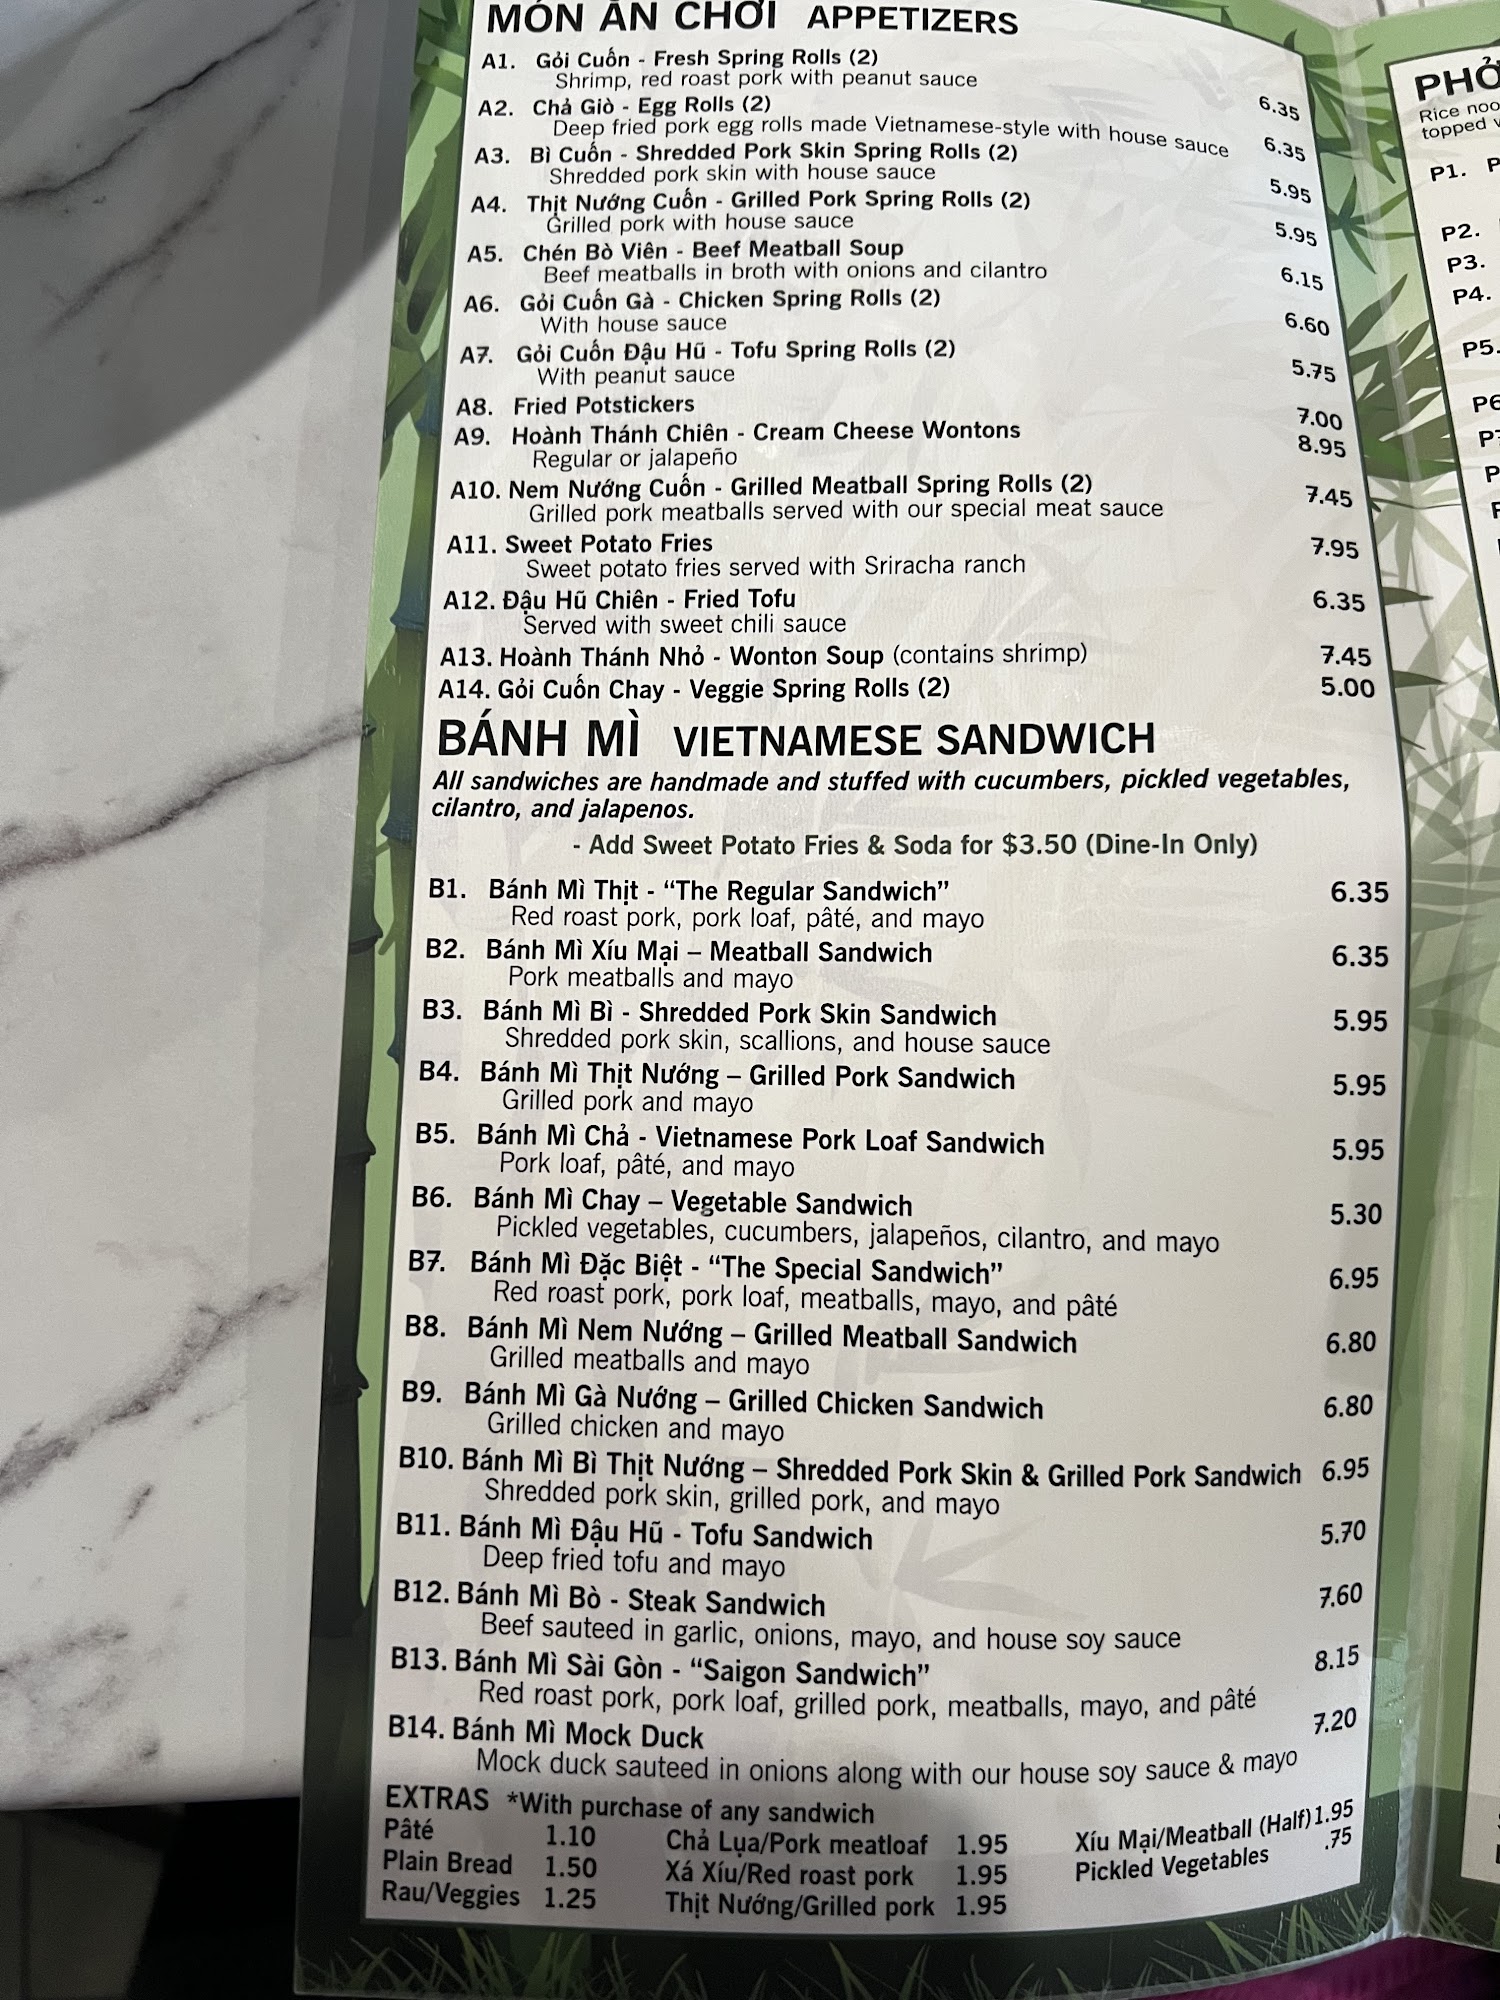 MÓN ĂN CHƠI APPETIZERS
A1. Gỏi Cuốn - Fresh Spring Rolls (2) 6.35
Shrimp, red roast pork with peanut sauce
A2. Chả Giò - Egg Rolls (2) 6.35
Deep fried pork egg rolls made Vietnamese-style with house sauce
A3. Bì Cuốn - Shredded Pork Skin Spring Rolls (2) 5.95
Shredded pork skin with house sauce
A4. Thịt Nướng Cuốn - Grilled Pork Spring Rolls (2) 5.95
Grilled pork with house sauce
A5. Chén Bò Viên - Beef Meatball Soup 6.15
Beef meatballs in broth with onions and cilantro
A6. Gỏi Cuốn Gà - Chicken Spring Rolls (2) 6.60
With house sauce
A7. Gỏi Cuốn Đậu Hũ - Tofu Spring Rolls (2) 5.75
With peanut sauce
A8. Fried Potstickers 7.00
A9. Hoành Thánh Chiên - Cream Cheese Wontons 8.95
Regular or jalapeño
A10. Nem Nướng Cuốn - Grilled Meatball Spring Rolls (2) 7.45
Grilled pork meatballs served with our special meat sauce
A11. Sweet Potato Fries 7.95
Sweet potato fries served with Sriracha ranch
A12. Đậu Hũ Chiên - Fried Tofu 6.35
Served with sweet chili sauce
A13. Hoành Thánh Nhỏ - Wonton Soup (contains shrimp) 7.45
A14. Gỏi Cuốn Chay - Veggie Spring Rolls (2) 5.00
BÁNH MÌ VIETNAMESE SANDWICH
All sandwiches are handmade and stuffed with cucumbers, pickled vegetables,
cilantro, and jalapenos.
- Add Sweet Potato Fries & Soda for $3.50 (Dine-In Only)
B1. Bánh Mì Thịt - “The Regular Sandwich” 6.35
Red roast pork, pork loaf, pâté, and mayo
B2. Bánh Mì Xíu Mại – Meatball Sandwich 6.35
Pork meatballs and mayo
B3. Bánh Mì Bì - Shredded Pork Skin Sandwich 5.95
Shredded pork skin, scallions, and house sauce
B4. Bánh Mì Thịt Nướng – Grilled Pork Sandwich 5.95
Grilled pork and mayo
B5. Bánh Mì Chả - Vietnamese Pork Loaf Sandwich 5.95
Pork loaf, pâté, and mayo
B6. Bánh Mì Chay – Vegetable Sandwich 5.30
Pickled vegetables, cucumbers, jalapeños, cilantro, and mayo
B7. Bánh Mì Đặc Biệt - “The Special Sandwich” 6.95
Red roast pork, pork loaf, meatballs, mayo, and pâté
B8. Bánh Mì Nem Nướng – Grilled Meatball Sandwich 6.80
Grilled meatballs and mayo
B9. Bánh Mì Gà Nướng – Grilled Chicken Sandwich 6.80
Grilled chicken and mayo
B10. Bánh Mì Bì Thịt Nướng – Shredded Pork Skin & Grilled Pork Sandwich 6.95
Shredded pork skin, grilled pork, and mayo
B11. Bánh Mì Đậu Hũ - Tofu Sandwich 5.70
Deep fried tofu and mayo
B12. Bánh Mì Bò - Steak Sandwich 7.60
Beef sauteed in garlic, onions, mayo, and house soy sauce
B13. Bánh Mì Sài Gòn - “Saigon Sandwich” 8.15
Red roast pork, pork loaf, grilled pork, meatballs, mayo, and pâté
B14. Bánh Mì Mock Duck 7.20
Mock duck sauteed in onions along with our house soy sauce & mayo
EXTRAS *With purchase of any sandwich
Pâté 1.10 Chả Lụa/Pork meatloaf 1.95 Xíu Mại/Meatball (Half) 1.95
Plain Bread 1.50 Xá Xíu/Red roast pork 1.95 Pickled Vegetables .75
Rau/Veggies 1.25 Thịt Nướng/Grilled pork 1.95
PHỞ
Rice
topped
P1.
P2.
P3.
P4.
P5.